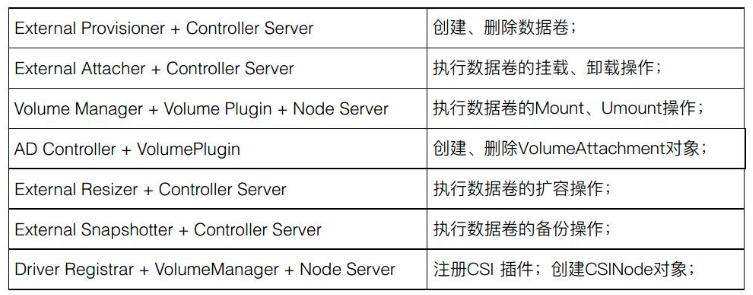 External Provisioner + Controller Server 创建、删除数据卷；
External Attacher + Controller Server 执行数据卷的挂载、卸载操作；
Volume Manager + Volume Plugin + Node Server 执行数据卷的Mount、Umount操作；
AD Controller + VolumePlugin 创建、删除VolumeAttachment对象；
External Resizer + Controller Server 执行数据卷的扩容操作；
External Snapshotter + Controller Server 执行数据卷的备份操作；
Driver Registrar + VolumeManager + Node Server 注册CSI 插件；创建CSINode对象；